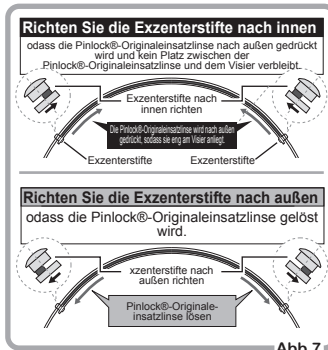 Richten Sie die Exzenterstifte nach innen
odass die Pinlock®-Originaleinsatzlinse nach außen gedrückt
wird und kein Platz zwischen der
Pinlock®-Originaleinsatzlinse und dem Visier verbleibt.
Exzenterstifte nach
innen richten
Die Pinlock®-Originaleinsatzlinse wird nach außen
gedrückt, sodass sie eng am Visier anliegt.
Exzenterstifte
Exzenterstifte
Richten Sie die Exzenterstifte nach außen
odass die Pinlock®-Originaleinsatzlinse gelöst
wird.
xzenterstifte nach
außen richten
Pinlock®-Originale-
insatzlinse lösen
Abb 7